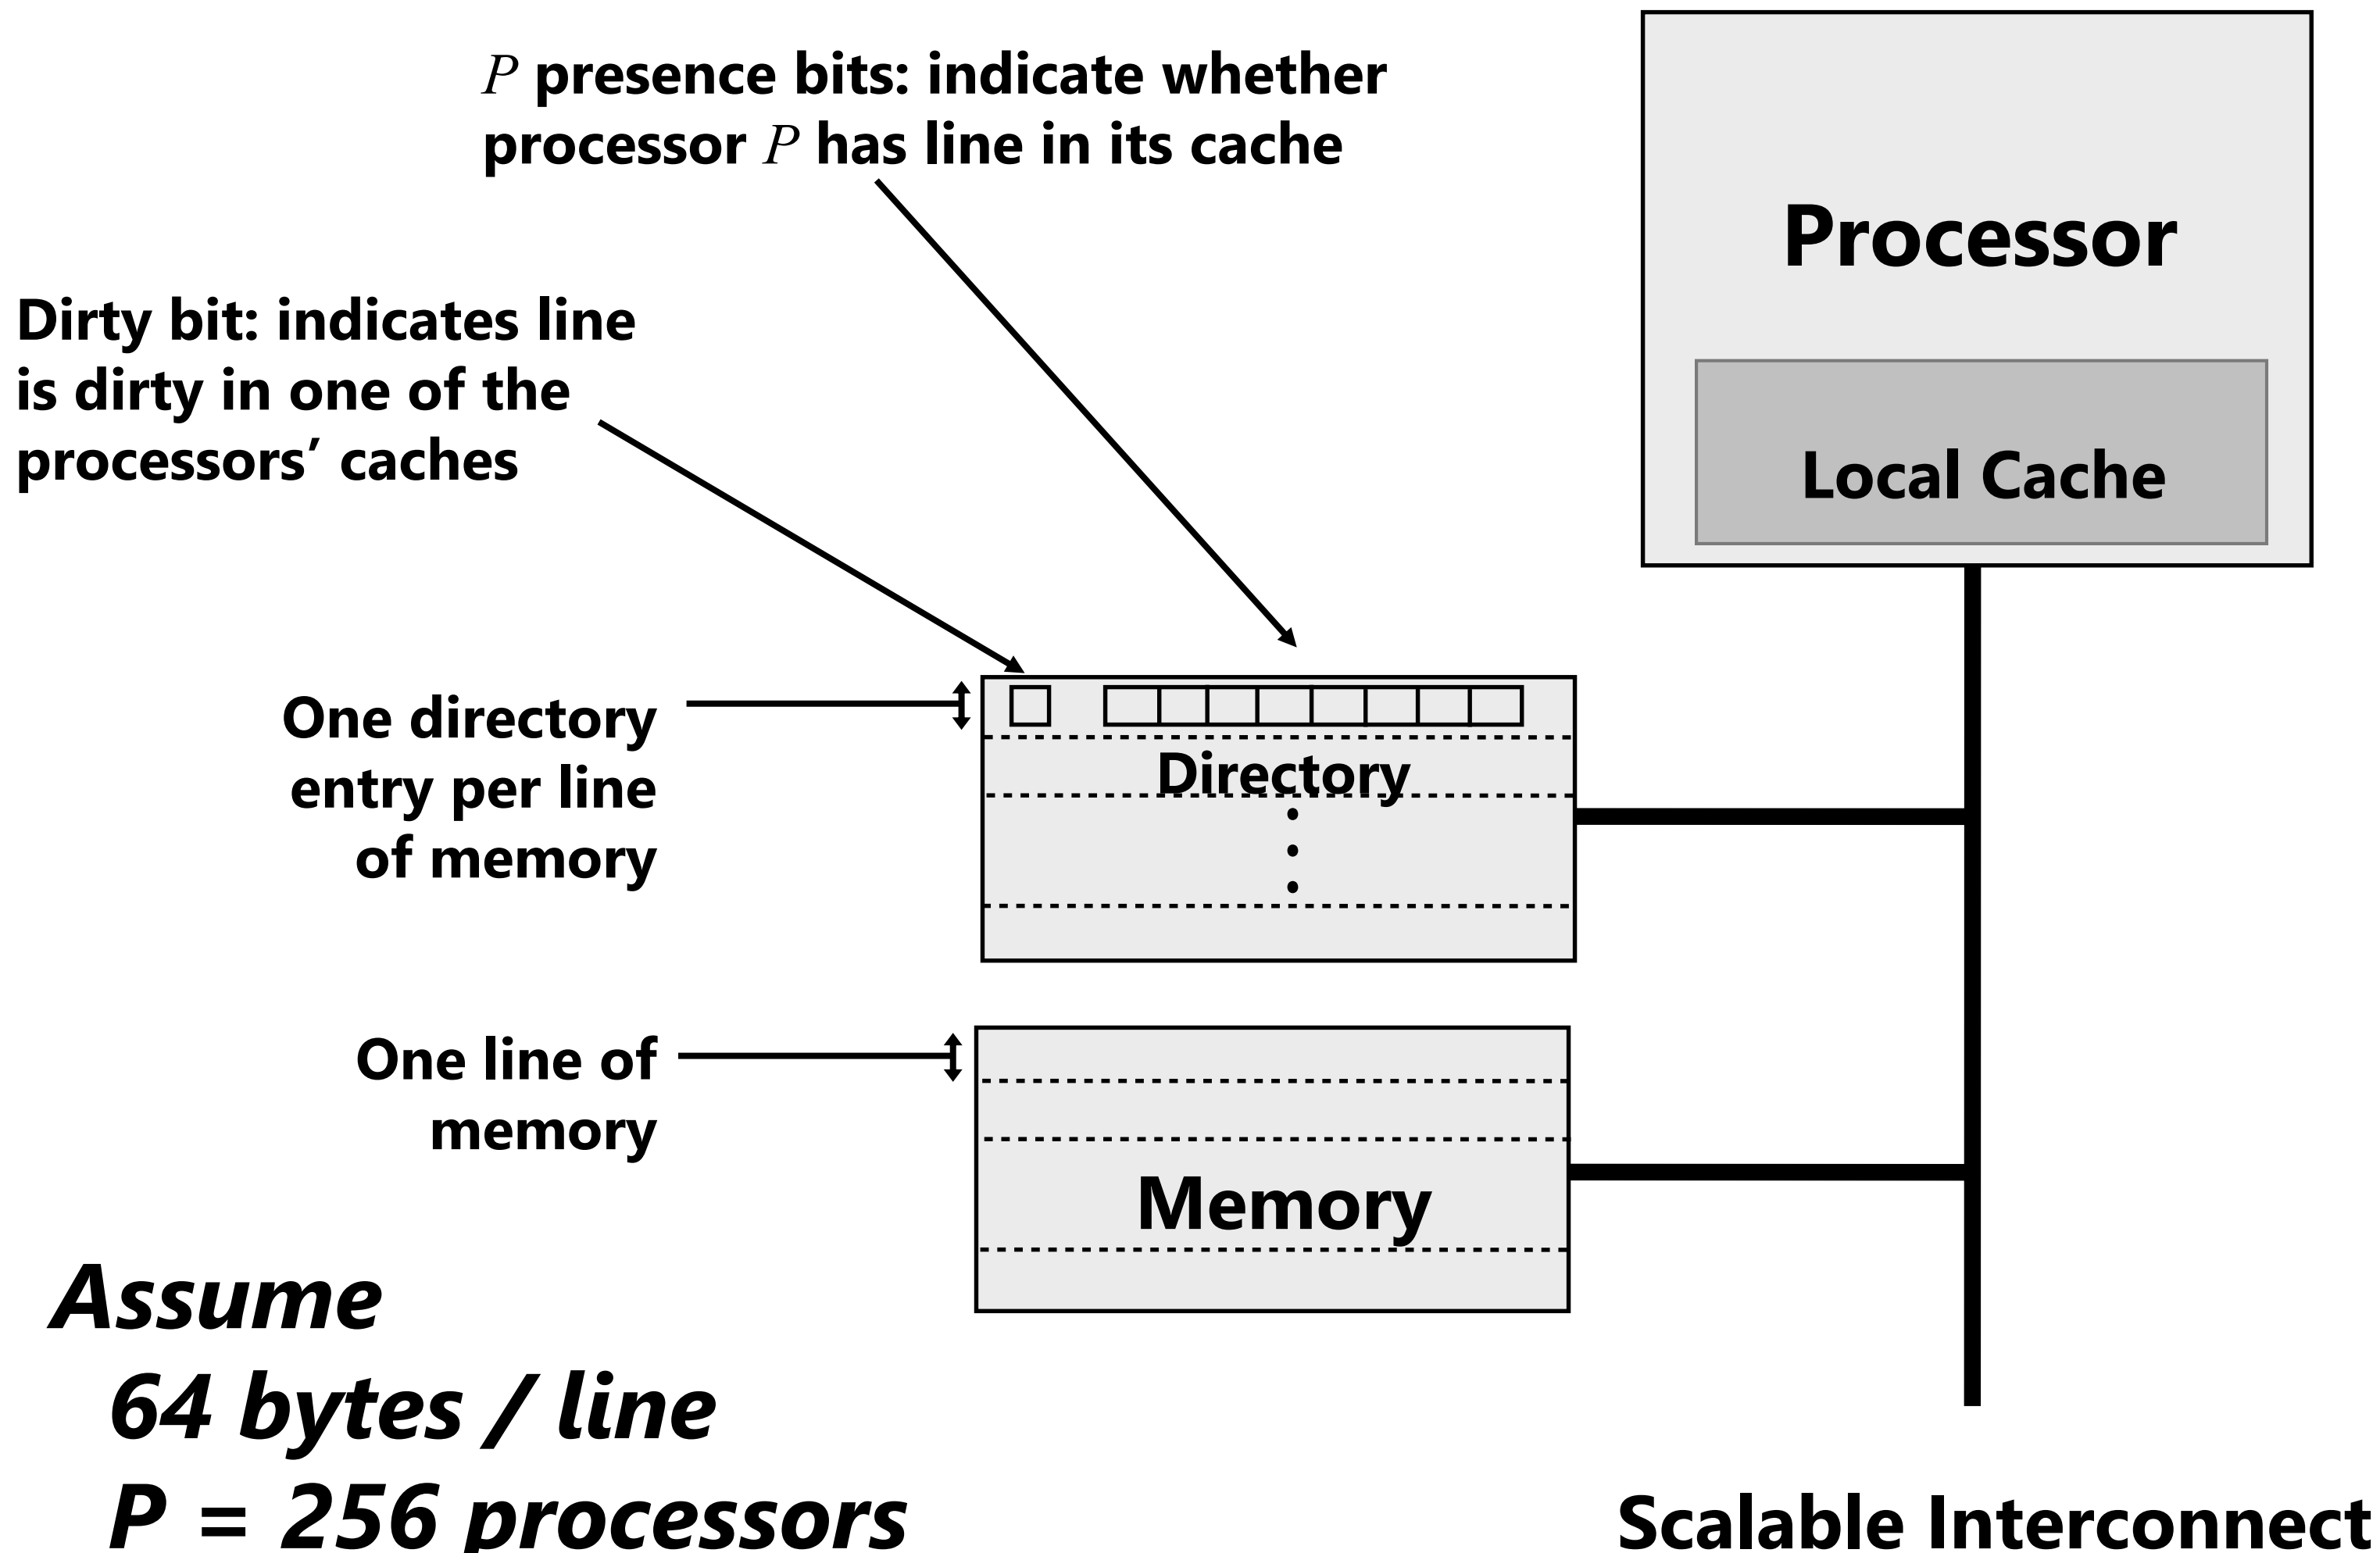 P presence bits: indicate whether
processor P has line in its cache
Processor
Local Cache
Dirty bit: indicates line
is dirty in one of the
processors’ caches
One directory
entry per line
of memory
Directory
One line of
memory
Memory
Assume
64 bytes / line
P = 256 processors
Scalable Interconnect